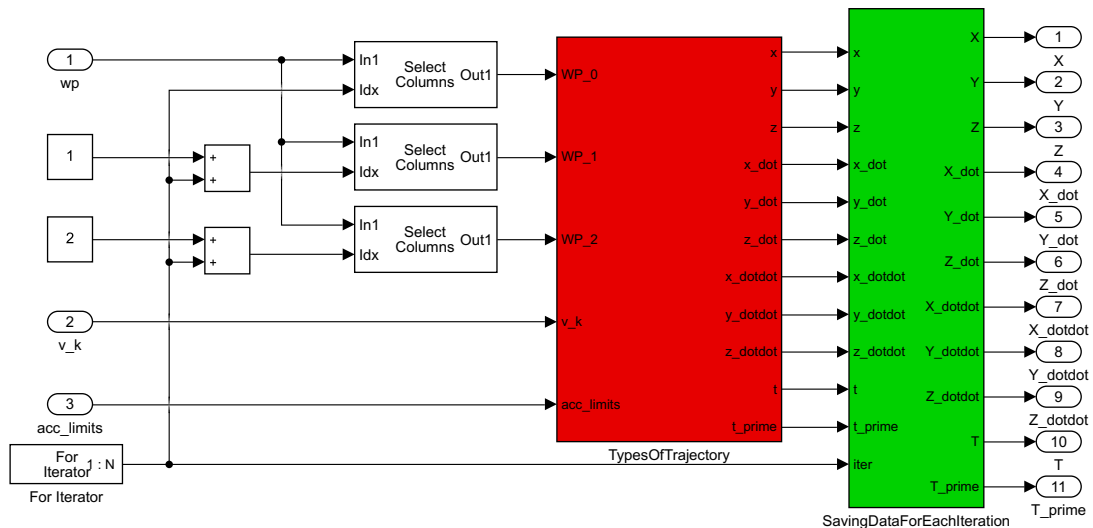 1
wp
In1
Idx
Select
Columns
Out1
1
+
+
In1
Idx
Select
Columns
Out1
2
+
+
In1
Idx
Select
Columns
Out1
2
v_k
3
acc_limits
For
Iterator
1 : N
For Iterator
WP_0
WP_1
WP_2
v_k
acc_limits
x
y
z
x_dot
y_dot
z_dot
x_dotdot
y_dotdot
z_dotdot
t
t_prime
TypesOfTrajectory
x
y
z
x_dot
y_dot
z_dot
x_dotdot
y_dotdot
z_dotdot
t
t_prime
iter
X
Y
Z
X_dot
Y_dot
Z_dot
X_dotdot
Y_dotdot
Z_dotdot
T
T_prime
SavingDataForEachIteration
1
X
2
Y
3
Z
4
X_dot
5
Y_dot
6
Z_dot
7
X_dotdot
8
Y_dotdot
9
Z_dotdot
10
T
11
T_prime